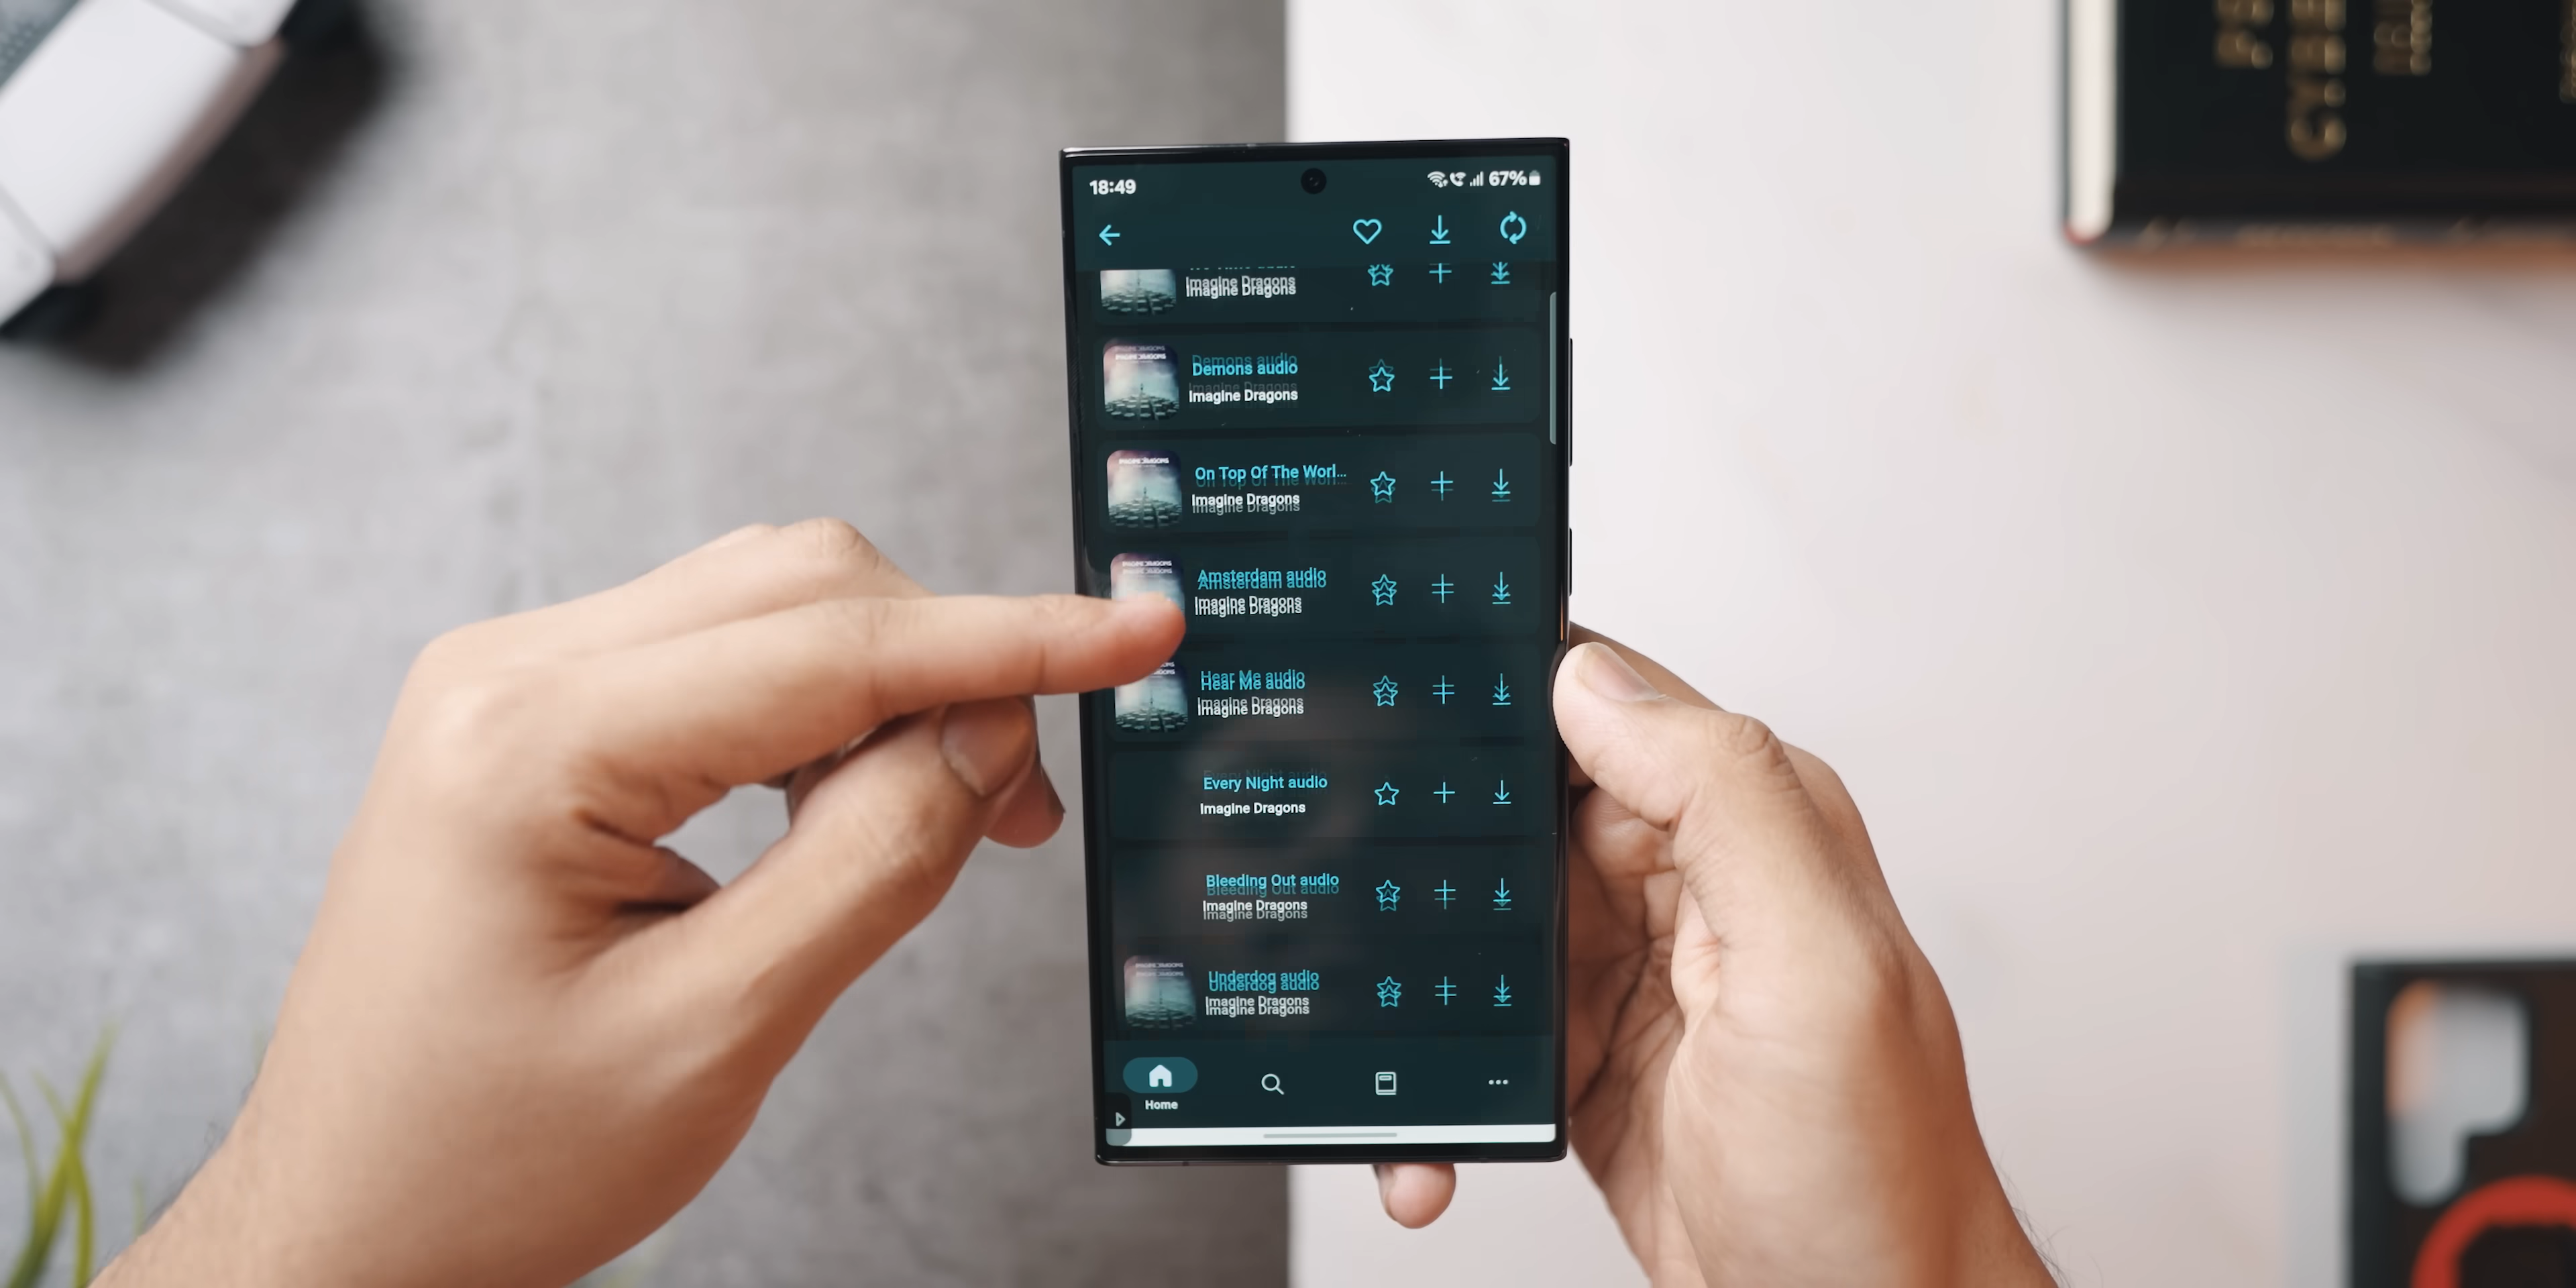 18:49
67%
Imagine Dragons
Demons audio
Imagine Dragons
On Top Of The Worl...
Imagine Dragons
Amsterdam audio
Imagine Dragons
Hear Me audio
Imagine Dragons
Every Night audio
Imagine Dragons
Bleeding Out audio
Imagine Dragons
Underdog audio
Imagine Dragons
Home